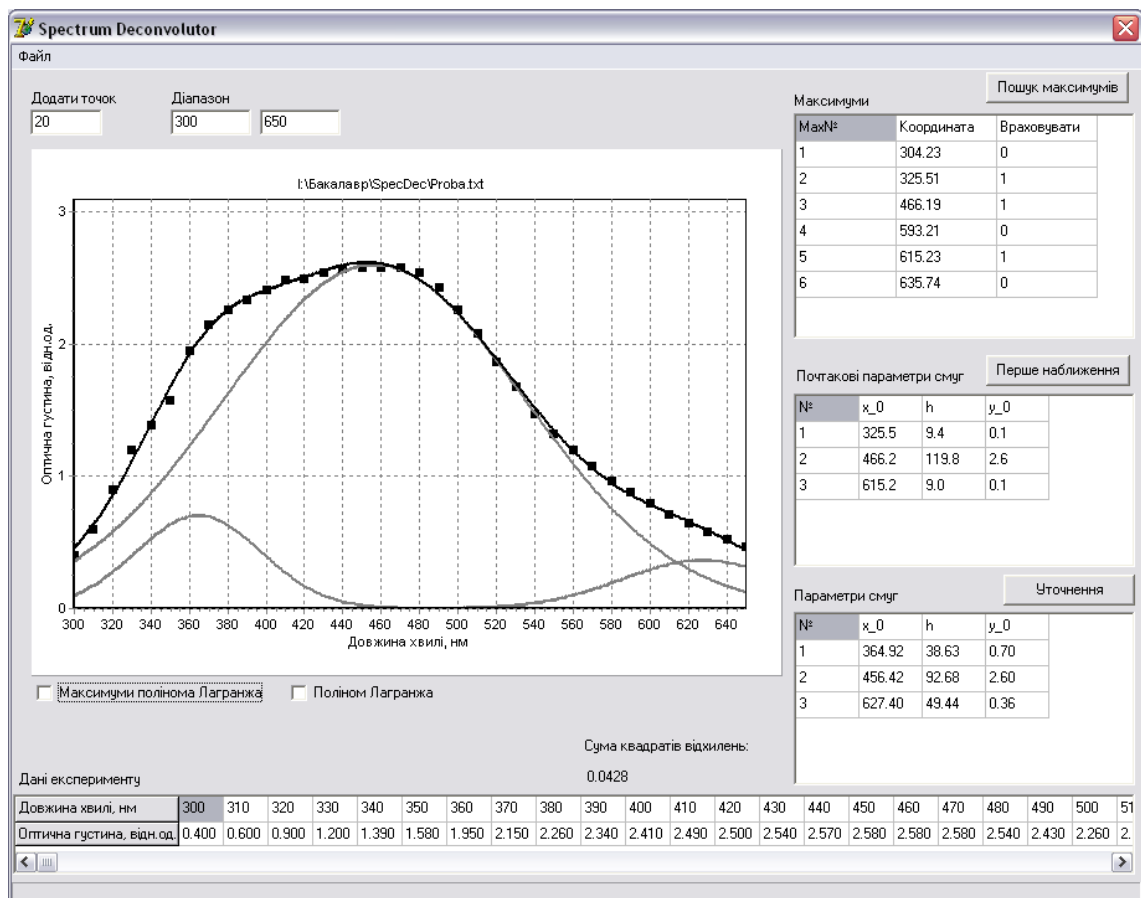 Spectrum Deconvolutor
Файл
Додати точок
Діапазон
20
300
650
I:\Бакалавр\SpecDec\Proba.txt
Оптична густина, відн.од.
3
2
1
0
300 320 340 360 380 400 420 440 460 480 500 520 540 560 580 600 620 640
Довжина хвилі, нм
Максимуми полінома Лагранжа
Поліном Лагранжа
Сума квадратів відхилень:
0.0428
Максимуми
Пошук максимумів
Max№ Координата Враховувати
1 304.23 0
2 325.51 1
3 466.19 1
4 593.21 0
5 615.23 1
6 635.74 0
Почтакові параметри смуг
Перше наближення
№ x_0 h y_0
1 325.5 9.4 0.1
2 466.2 119.8 2.6
3 615.2 9.0 0.1
Параметри смуг
Уточнення
№ x_0 h y_0
1 364.92 38.63 0.70
2 456.42 92.68 2.60
3 627.40 49.44 0.36
Дані експерименту
Довжина хвилі, нм 300 310 320 330 340 350 360 370 380 390 400 410 420 430 440 450 460 470 480 490 500 51
Оптична густина, відн.од. 0.400 0.600 0.900 1.200 1.390 1.580 1.950 2.150 2.260 2.340 2.410 2.490 2.500 2.540 2.570 2.580 2.580 2.580 2.540 2.430 2.260 2.